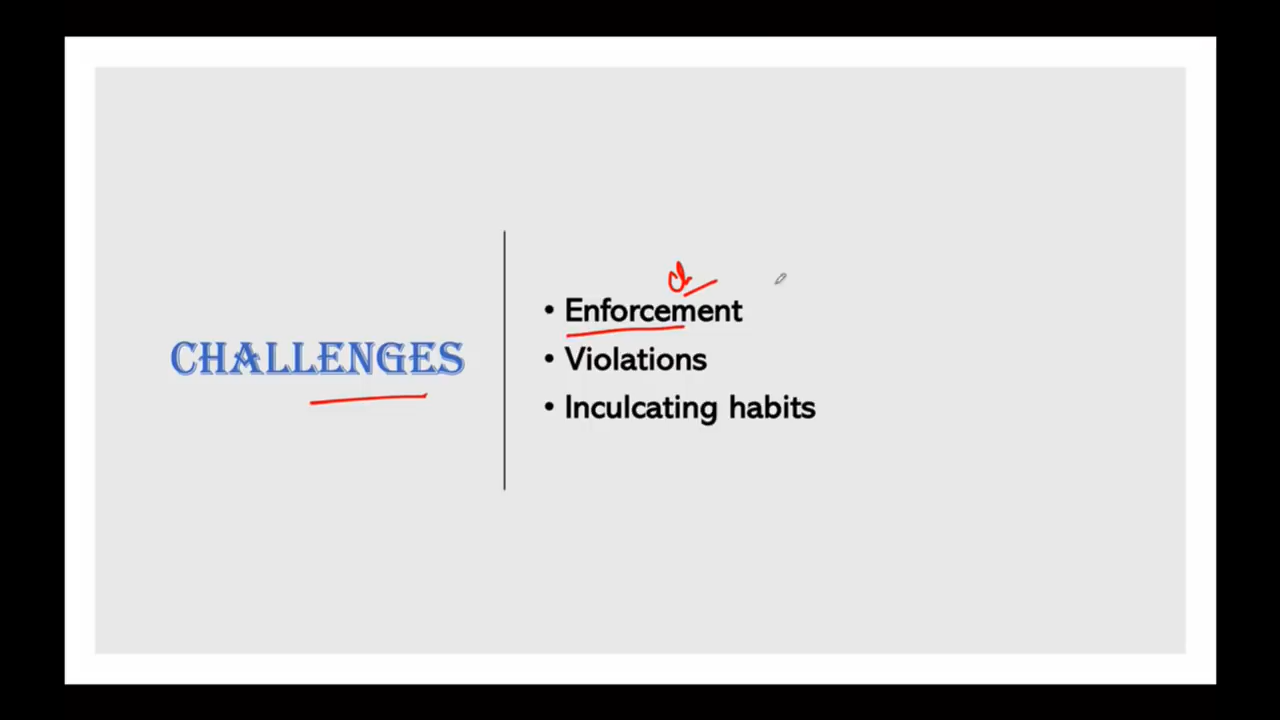 CHALLENGES
• Enforcement
• Violations
• Inculcating habits